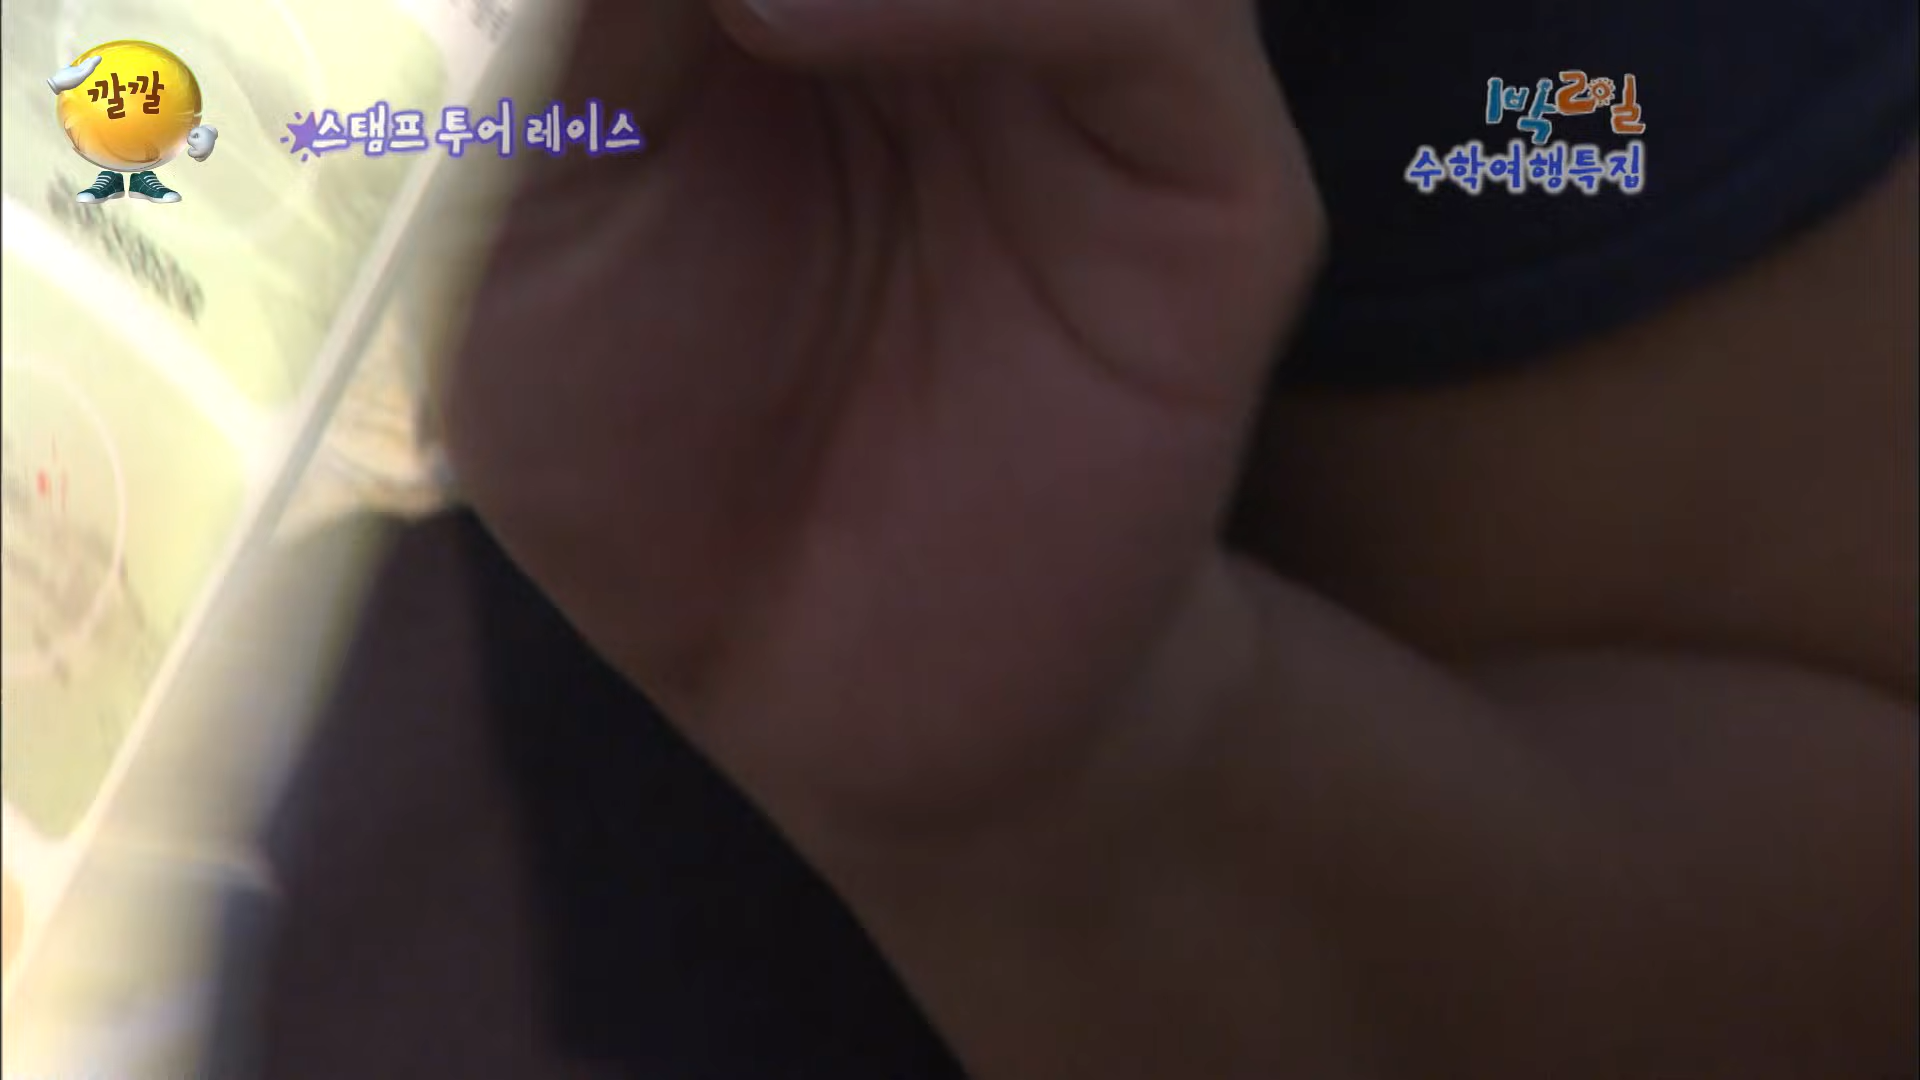 깔깔
스탬프 투어 레이스
1박2일
수학여행특집